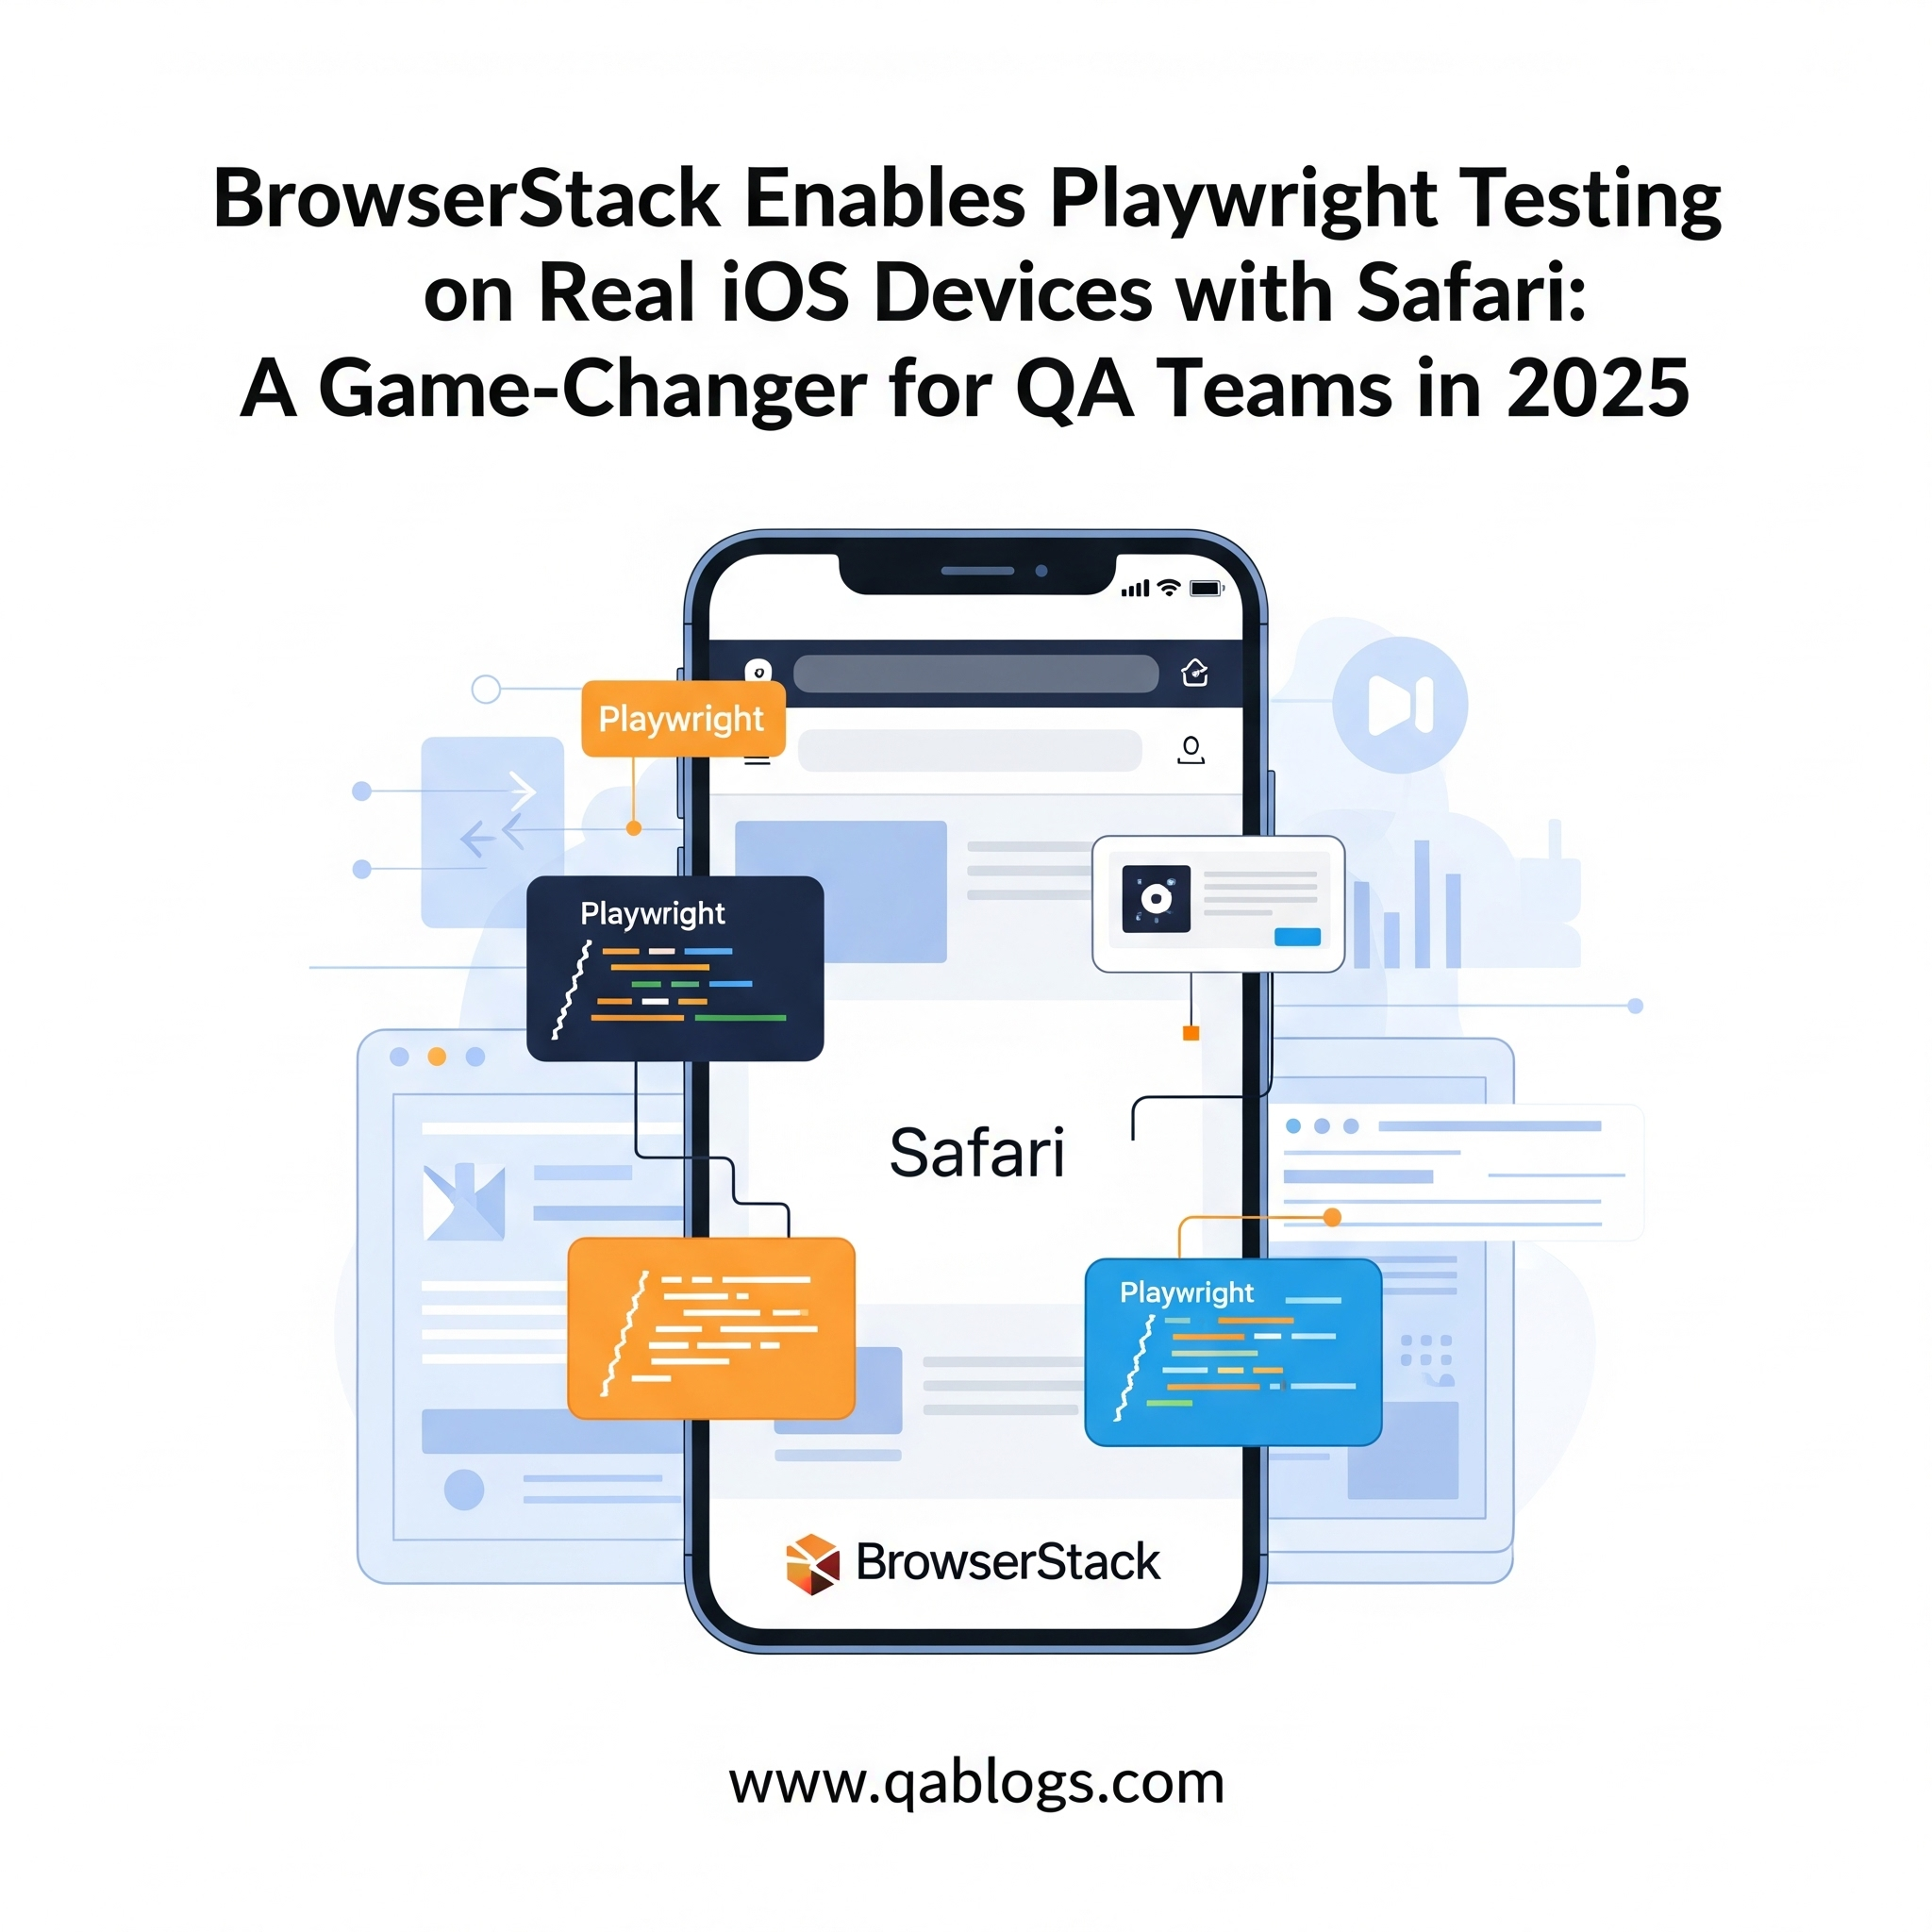 BrowserStack Enables Playwright Testing
on Real iOS Devices with Safari:
A Game-Changer for QA Teams in 2025
Playwright
Playwright
Safari
Playwright
BrowserStack
www.qablogs.com